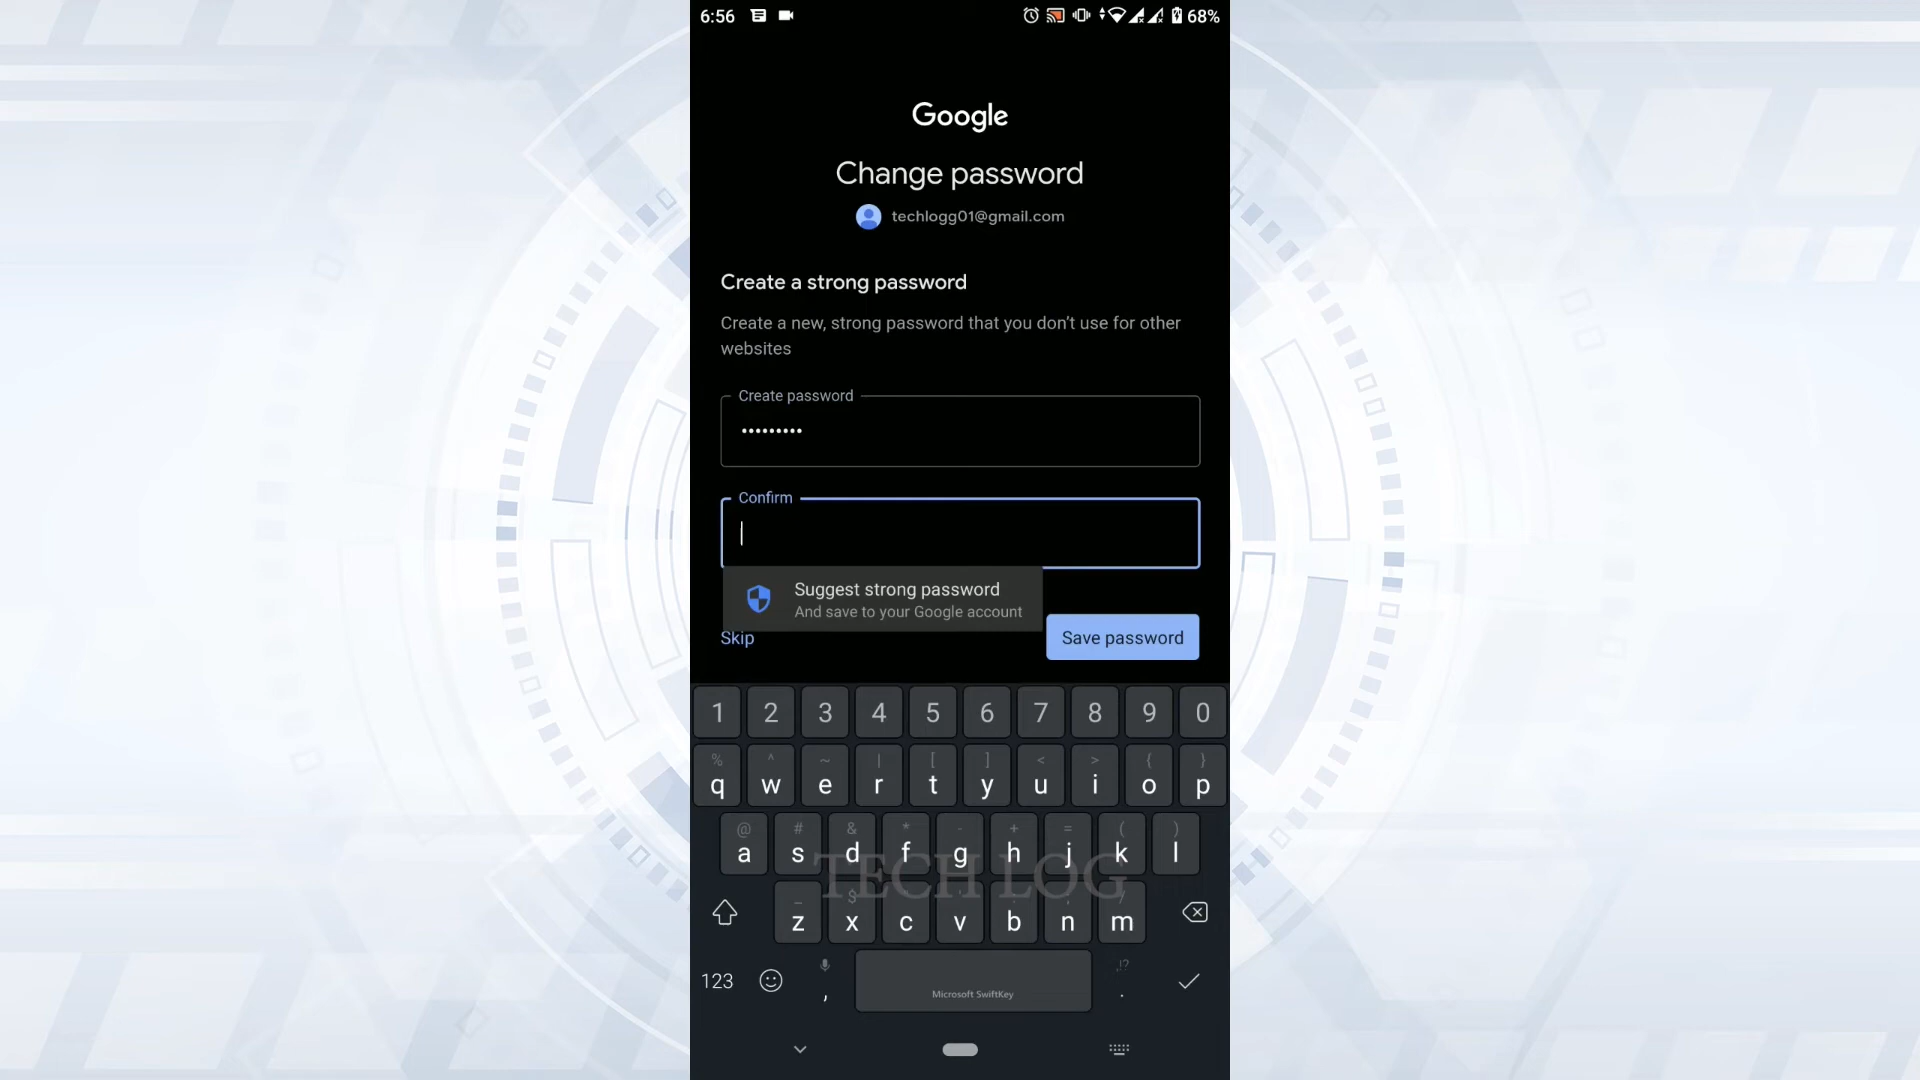 6:56 68%
Google
Change password
techlogg01@gmail.com
Create a strong password
Create a new, strong password that you don’t use for other
websites
Create password
•••••••••
Confirm
Suggest strong password
And save to your Google account
Skip
Save password
1 2 3 4 5 6 7 8 9 0
% ^ ~ | [ ] < > { }
q w e r t y u i o p
@ # & * - + = ( )
a s d f g h j k l
TECH LOG
_ $ " ' : ; /
z x c v b n m
,!?
123 , .
Microsoft SwiftKey